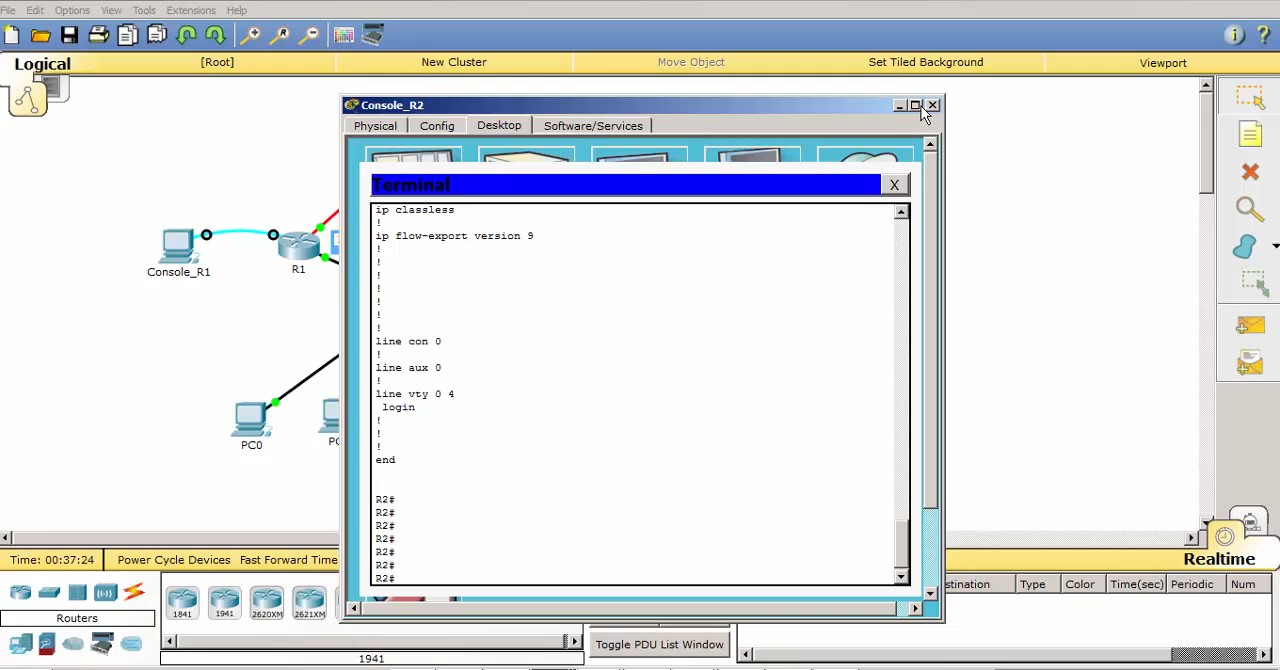 File Edit Options View Tools Extensions Help
Logical [Root] New Cluster Move Object Set Tiled Background Viewport
Console_R2
Physical Config Desktop Software/Services
Terminal X
ip classless
!
ip flow-export version 9
!
!
!
!
!
!
!
line con 0
!
line aux 0
!
line vty 0 4
login
!
!
!
end
R2#
R2#
R2#
R2#
R2#
R2#
R2#
Console_R1
R1
PC0
Time: 00:37:24 Power Cycle Devices Fast Forward Time
Realtime
Routers
1841 1941 2620XM 2621XM
1941
Toggle PDU List Window
stination Type Color Time(sec) Periodic Num